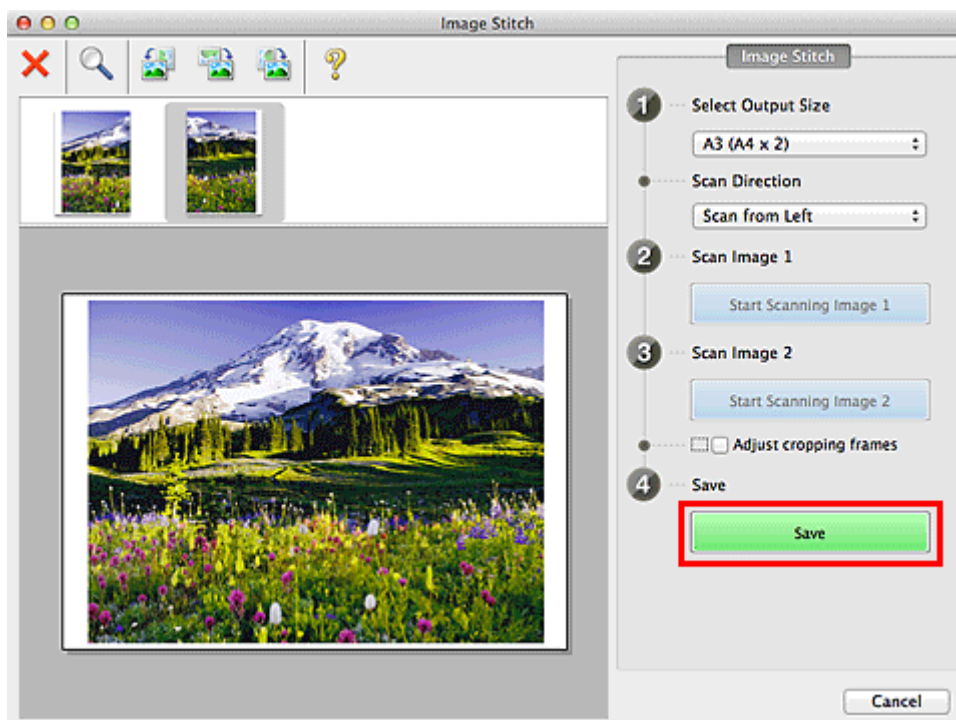 Image Stitch
Image Stitch
1 Select Output Size
A3 (A4 x 2)
Scan Direction
Scan from Left
2 Scan Image 1
Start Scanning Image 1
3 Scan Image 2
Start Scanning Image 2
Adjust cropping frames
4 Save
Save
Cancel